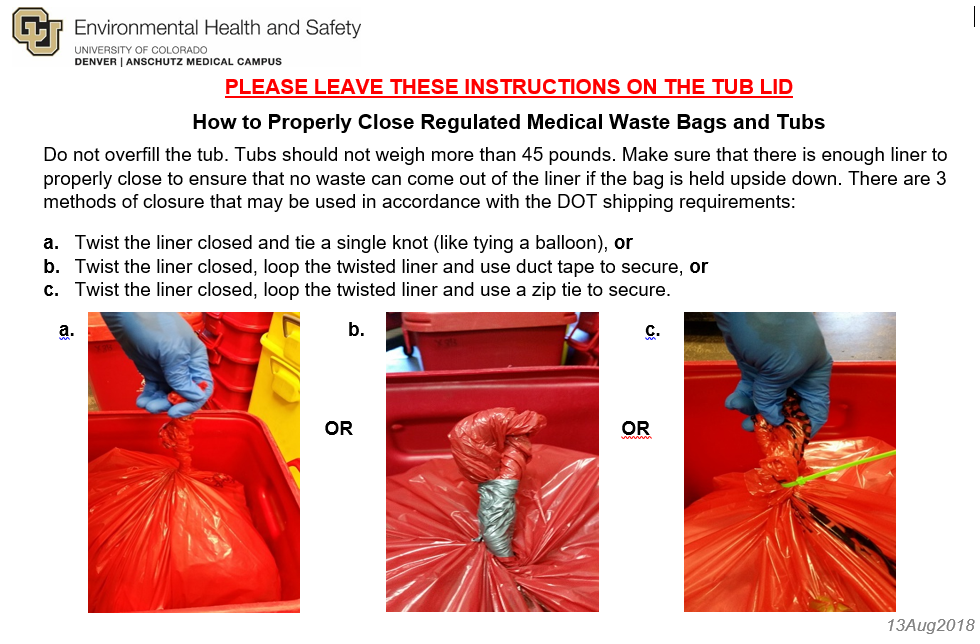 Environmental Health and Safety
UNIVERSITY OF COLORADO
DENVER | ANSCHUTZ MEDICAL CAMPUS
PLEASE LEAVE THESE INSTRUCTIONS ON THE TUB LID
How to Properly Close Regulated Medical Waste Bags and Tubs
Do not overfill the tub. Tubs should not weigh more than 45 pounds. Make sure that there is enough liner to
properly close to ensure that no waste can come out of the liner if the bag is held upside down. There are 3
methods of closure that may be used in accordance with the DOT shipping requirements:
a. Twist the liner closed and tie a single knot (like tying a balloon), or
b. Twist the liner closed, loop the twisted liner and use duct tape to secure, or
c. Twist the liner closed, loop the twisted liner and use a zip tie to secure.
a. b. c.
OR OR
13Aug2018